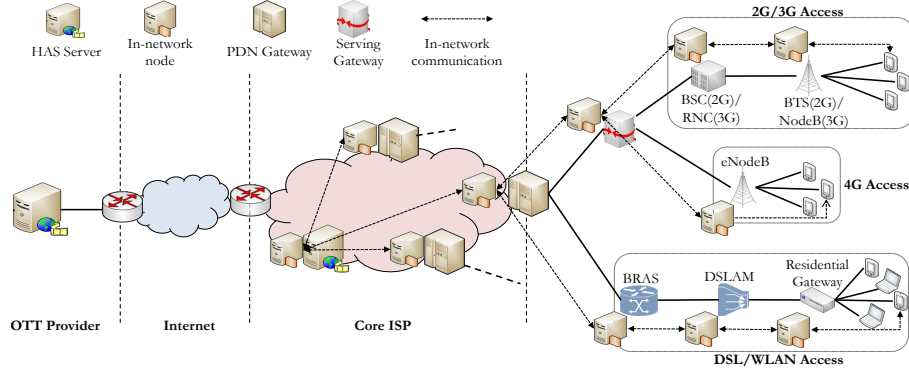 2G/3G Access
HAS Server
In-network
node
PDN Gateway
Serving
Gateway
In-network
communication
BSC(2G)/
RNC(3G)
BTS(2G)/
NodeB(3G)
eNodeB
4G Access
BRAS
DSLAM
Residential
Gateway
OTT Provider
Internet
Core ISP
DSL/WLAN Access